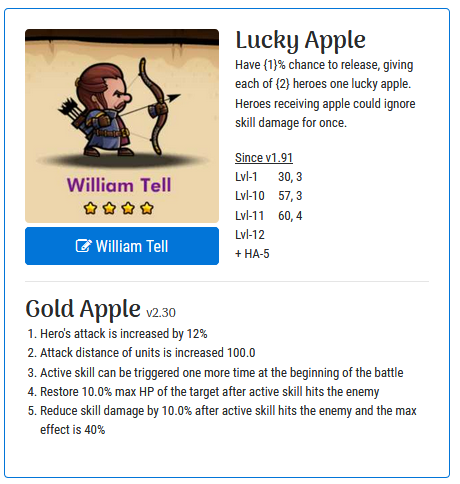 Lucky Apple
Have {1}% chance to release, giving
each of {2} heroes one lucky apple.
Heroes receiving apple could ignore
skill damage for once.
Since v1.91
Lvl-1 30, 3
Lvl-10 57, 3
Lvl-11 60, 4
Lvl-12
+ HA-5
William Tell
William Tell
Gold Apple v2.30
1. Hero's attack is increased by 12%
2. Attack distance of units is increased 100.0
3. Active skill can be triggered one more time at the beginning of the battle
4. Restore 10.0% max HP of the target after active skill hits the enemy
5. Reduce skill damage by 10.0% after active skill hits the enemy and the max
effect is 40%